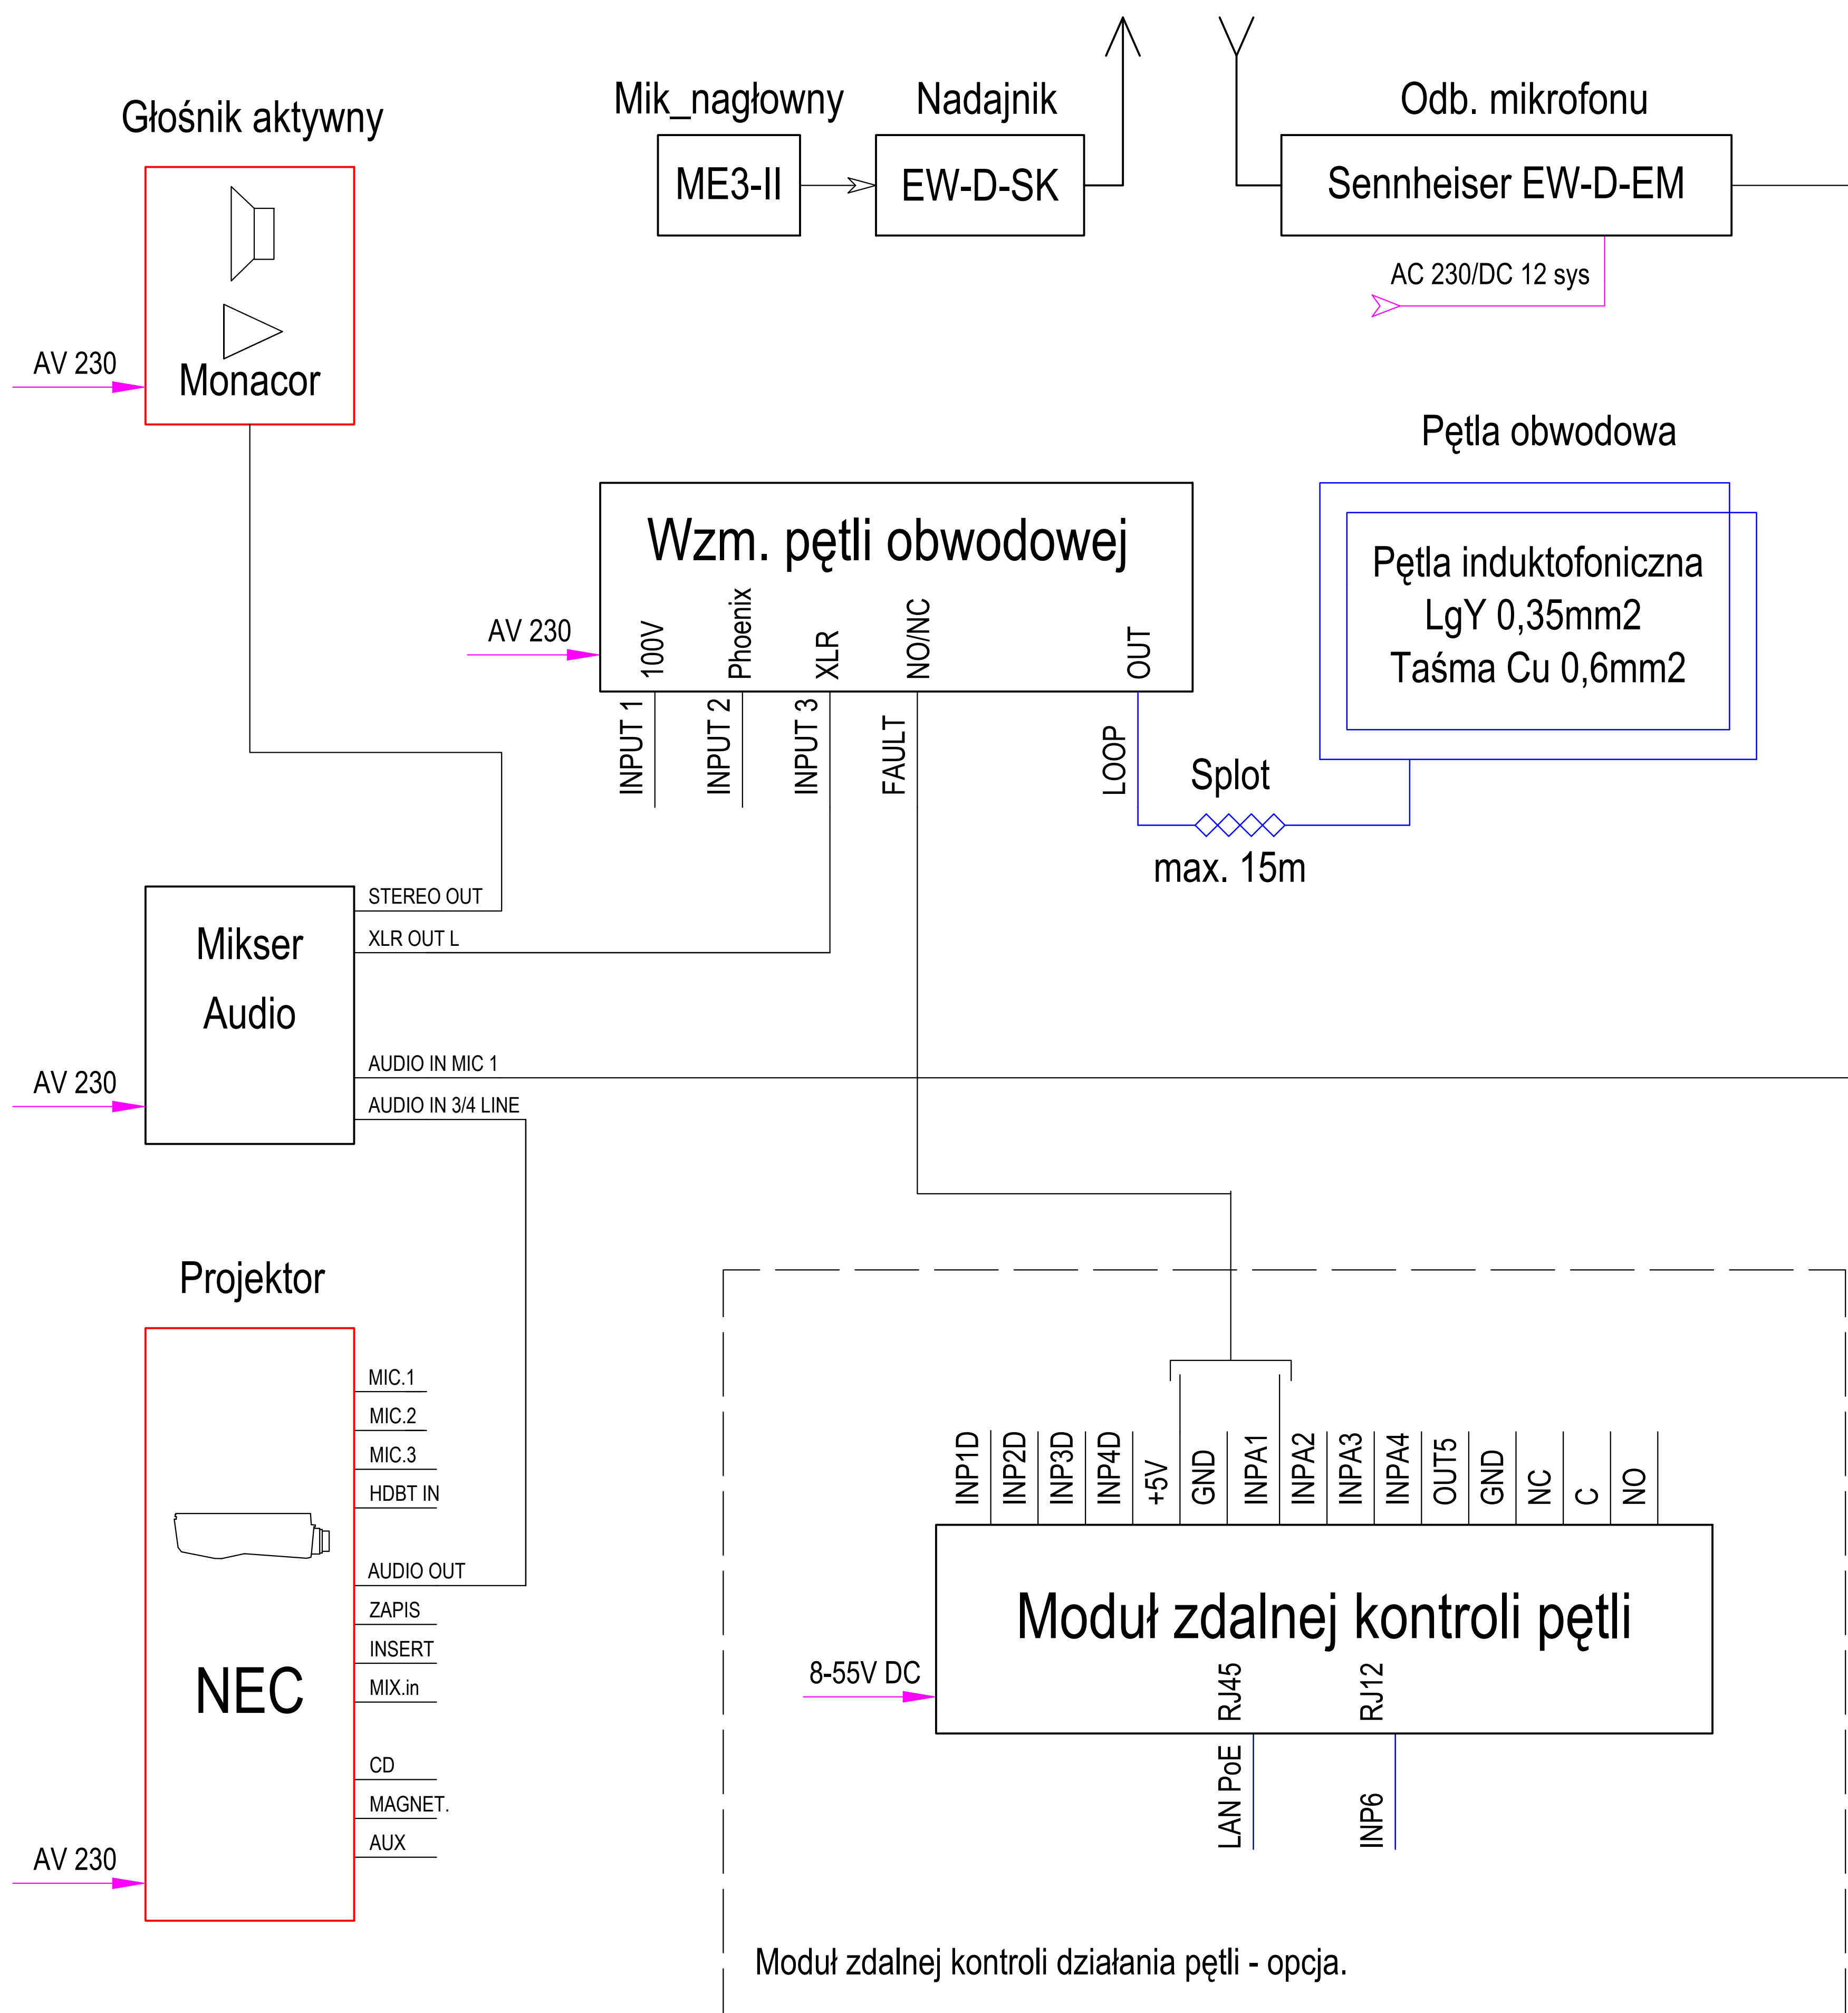 Głośnik aktywny
Monacor
AV 230
Mik_nagłowny
ME3-II
Nadajnik
EW-D-SK
Odb. mikrofonu
Sennheiser EW-D-EM
AC 230/DC 12 sys
Pętla obwodowa
Pętla induktofoniczna
LgY 0,35mm2
Taśma Cu 0,6mm2
Wzm. pętli obwodowej
AV 230
100V
Phoenix
XLR
NO/NC
OUT
INPUT 1
INPUT 2
INPUT 3
FAULT
LOOP
Splot
max. 15m
Mikser
Audio
STEREO OUT
XLR OUT L
AUDIO IN MIC 1
AUDIO IN 3/4 LINE
AV 230
Projektor
NEC
MIC.1
MIC.2
MIC.3
HDBT IN
AUDIO OUT
ZAPIS
INSERT
MIX.in
CD
MAGNET.
AUX
AV 230
INP1D
INP2D
INP3D
INP4D
+5V
GND
INPA1
INPA2
INPA3
INPA4
OUT5
GND
NC
C
NO
Moduł zdalnej kontroli pętli
8-55V DC
RJ45
RJ12
LAN PoE
INP6
Moduł zdalnej kontroli działania pętli - opcja.